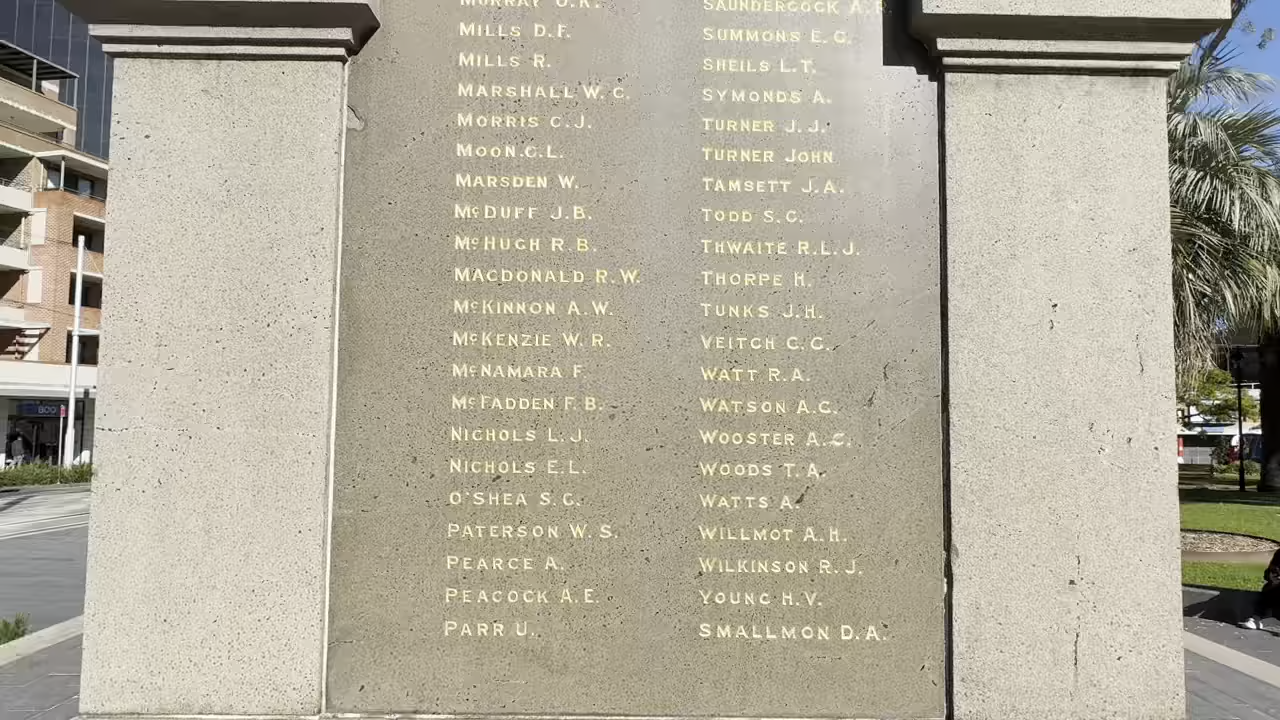 MILLS D.F.
MILLS R.
MARSHALL W.C.
MORRIS C.J.
MOON.C.L.
MARSDEN W.
McDUFF J.B.
McHUGH R.B.
MACDONALD R.W.
McKINNON A.W.
McKENZIE W.R.
McNAMARA F.
McFADDEN F.B.
NICHOLS L.J.
NICHOLS E.L.
O'SHEA S.C.
PATERSON W.S.
PEARCE A.
PEACOCK A.E.
PARR U.
SAUNDERCOCK A.
SUMMONS E.C.
SHEILS L.T.
SYMONDS A.
TURNER J.J.
TURNER JOHN
TAMSETT J.A.
TODD S.C.
THWAITE R.L.J.
THORPE H.
TUNKS J.H.
VEITCH C.C.
WATT R.A.
WATSON A.C.
WOOSTER A.C.
WOODS T.A.
WATTS A.
WILLMOT A.H.
WILKINSON R.J.
YOUNG H.V.
SMALLMON D.A.